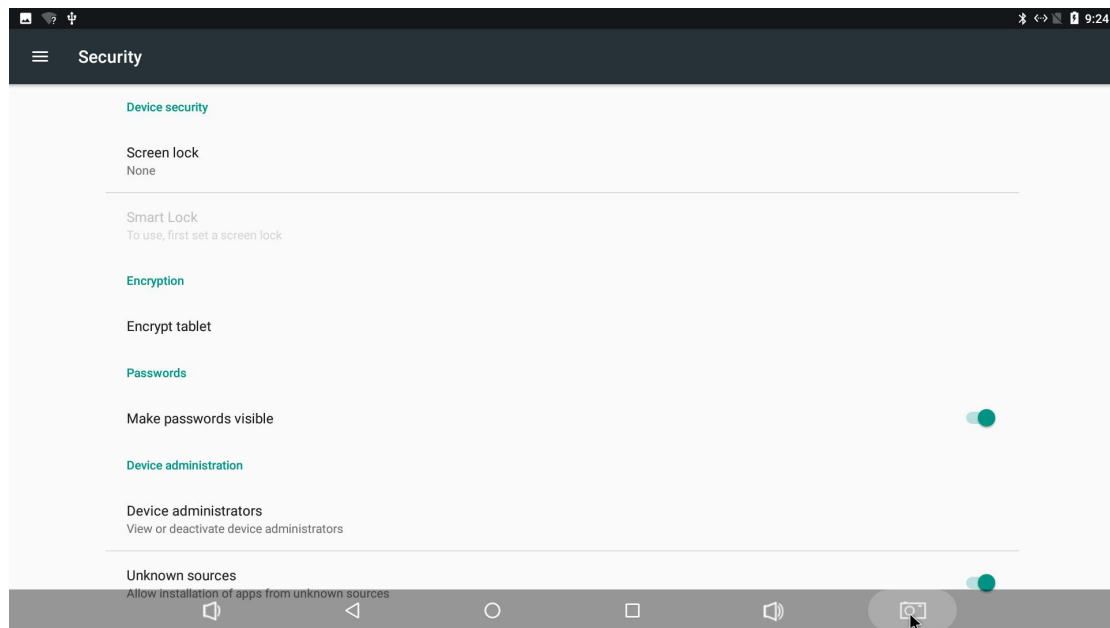 9:24
Security
Device security
Screen lock
None
Smart Lock
To use, first set a screen lock
Encryption
Encrypt tablet
Passwords
Make passwords visible
Device administration
Device administrators
View or deactivate device administrators
Unknown sources
Allow installation of apps from unknown sources